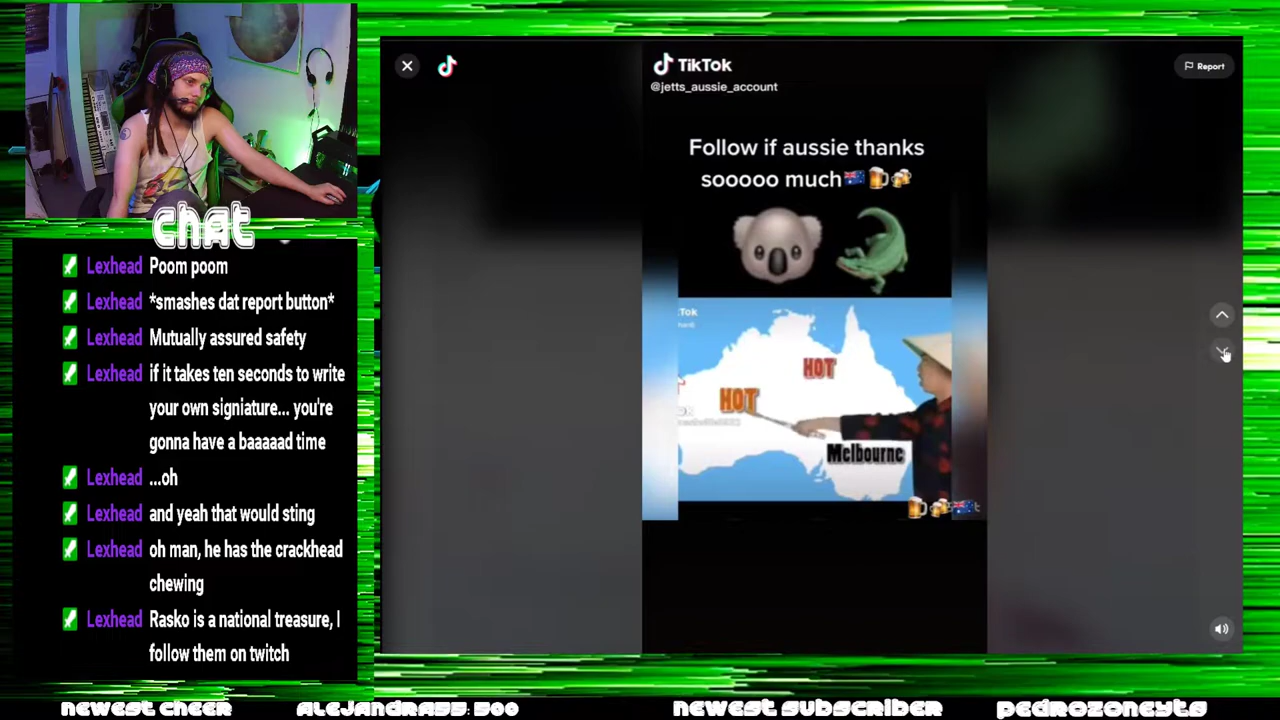 TikTok
@jetts_aussie_account
Report
Follow if aussie thanks
sooooo much🇦🇺🍺🍻
HOT
HOT
Melbourne
chat
Lexhead Poom poom
Lexhead *smashes dat report button*
Lexhead Mutually assured safety
Lexhead if it takes ten seconds to write
your own signiature... you're
gonna have a baaaaad time
Lexhead ...oh
Lexhead and yeah that would sting
Lexhead oh man, he has the crackhead
chewing
Lexhead Rasko is a national treasure, I
follow them on twitch
NEWEST CHEER ALEJANDRA55: 500 NEWEST SUBSCRIBER PEDROZONEYTS